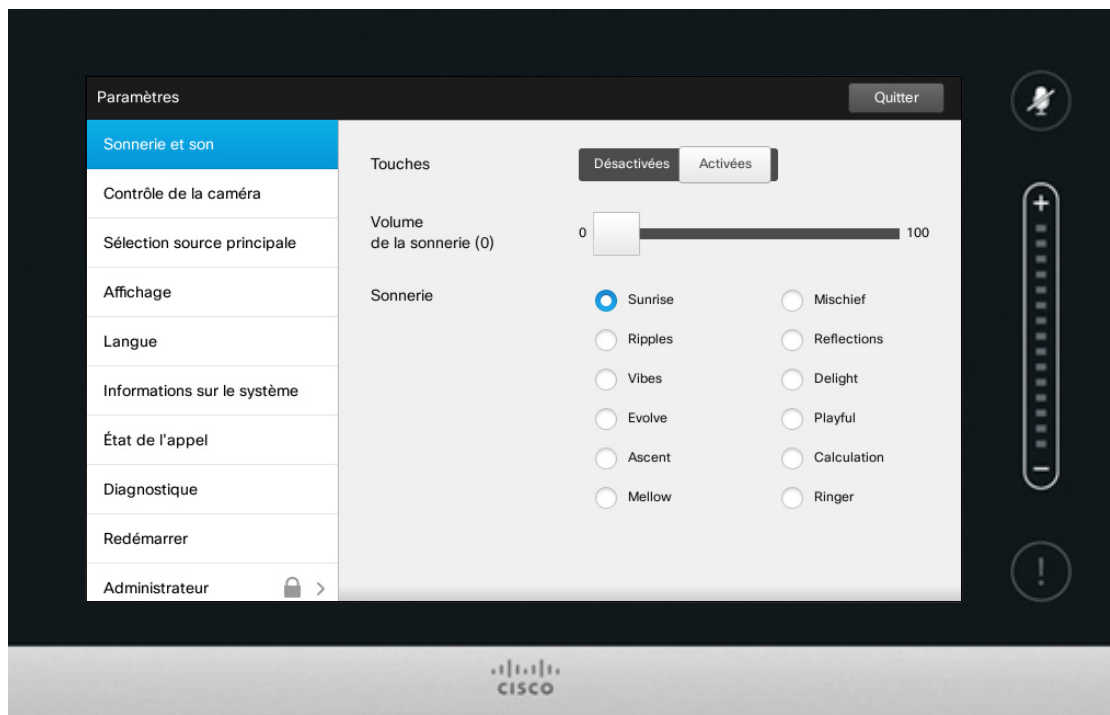 Paramètres
Quitter
Sonnerie et son
Contrôle de la caméra
Sélection source principale
Affichage
Langue
Informations sur le système
État de l'appel
Diagnostique
Redémarrer
Administrateur
Touches
Désactivées Activées
Volume
de la sonnerie (0)
0 100
Sonnerie
Sunrise Mischief
Ripples Reflections
Vibes Delight
Evolve Playful
Ascent Calculation
Mellow Ringer
+
−
!
CISCO